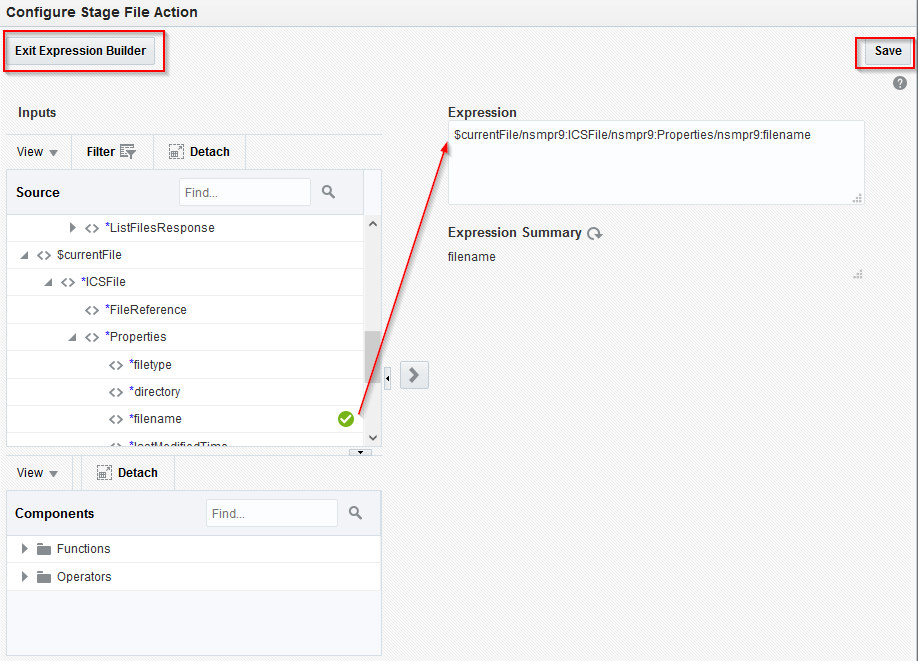 Configure Stage File Action
Exit Expression Builder
Save
?
Inputs
View
Filter
Detach
Source
Find...
*ListFilesResponse
$currentFile
*ICSFile
*FileReference
*Properties
*filetype
*directory
*filename
*lastModifiedTime
Expression
$currentFile/nsmpr9:ICSFile/nsmpr9:Properties/nsmpr9:filename
Expression Summary
filename
View
Detach
Components
Find...
Functions
Operators